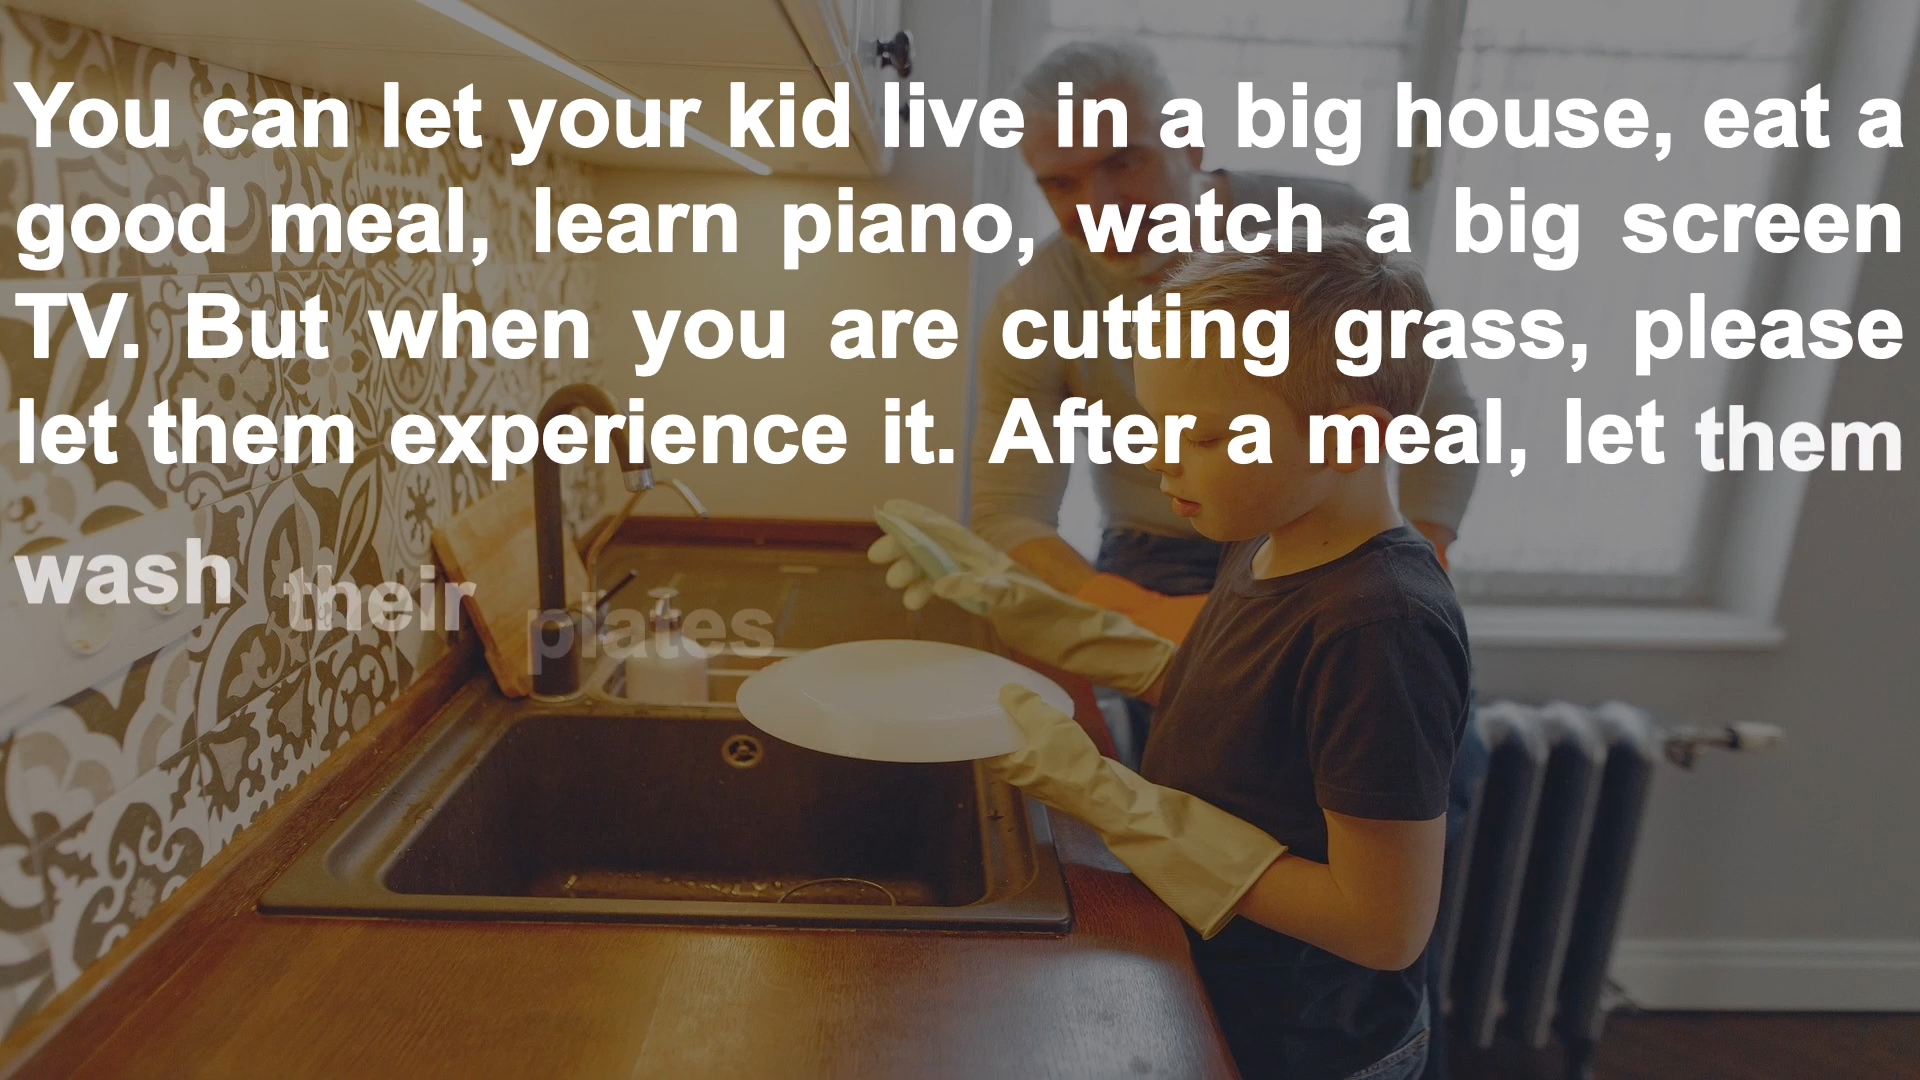 You can let your kid live in a big house, eat a
good meal, learn piano, watch a big screen
TV. But when you are cutting grass, please
let them experience it. After a meal, let them
wash their plates